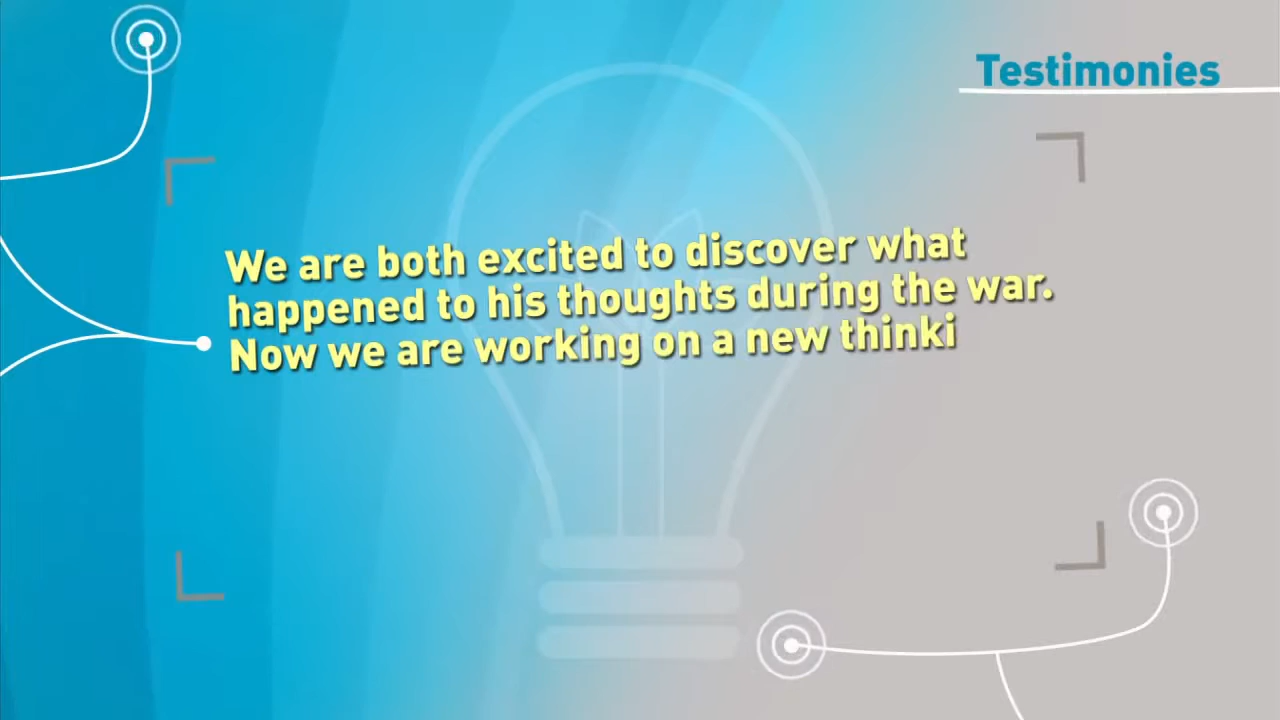 Testimonies
We are both excited to discover what
happened to his thoughts during the war.
Now we are working on a new thinki